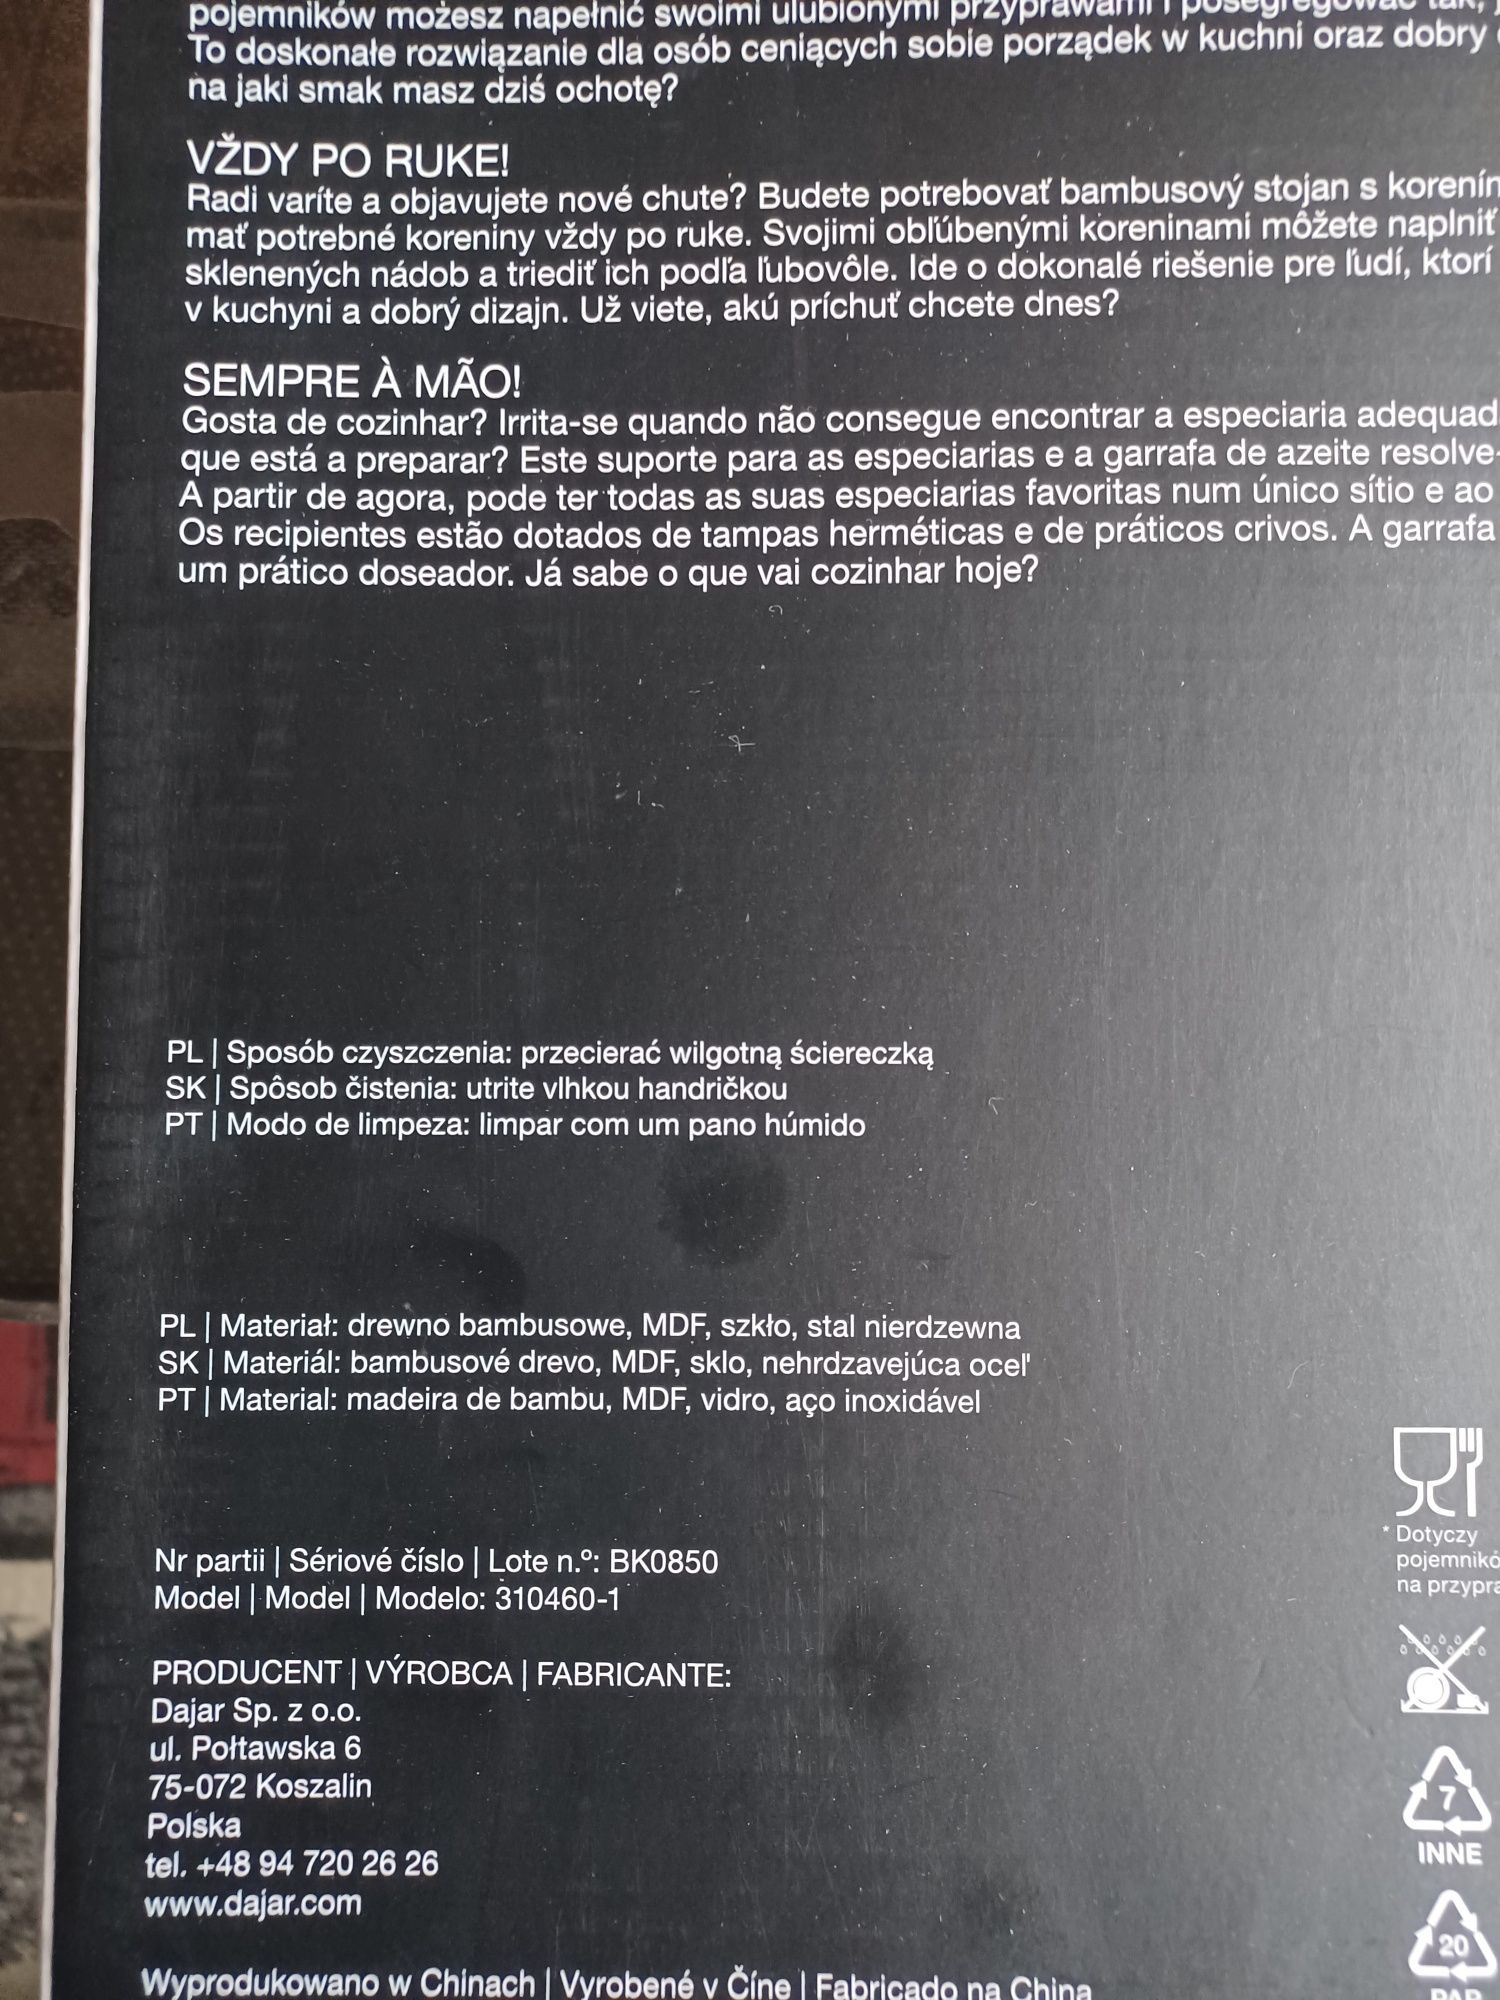 pojemników możesz napełnić swoimi ulubionymi przyprawami i posegregować tak,
To doskonałe rozwiązanie dla osób ceniących sobie porządek w kuchni oraz dobry
na jaki smak masz dziś ochotę?
VŽDY PO RUKE!
Radi varíte a objavujete nové chute? Budete potrebovať bambusový stojan s
mať potrebné koreniny vždy po ruke. Svojimi obľúbenými koreninami môžete naplniť
sklenených nádob a triediť ich podľa ľubovôle. Ide o dokonalé riešenie pre ľudí, ktorí
v kuchyni a dobrý dizajn. Už viete, akú príchuť chcete dnes?
SEMPRE À MÃO!
Gosta de cozinhar? Irrita-se quando não consegue encontrar a especiaria
que está a preparar? Este suporte para as especiarias e a garrafa de azeite resolve-
A partir de agora, pode ter todas as suas especiarias favoritas num único sítio e ao
Os recipientes estão dotados de tampas herméticas e de práticos crivos. A garrafa
um prático doseador. Já sabe o que vai cozinhar hoje?
PL | Sposób czyszczenia: przecierać wilgotną ściereczką
SK | Spôsob čistenia: utrite vlhkou handričkou
PT | Modo de limpeza: limpar com um pano húmido
PL | Materiał: drewno bambusowe, MDF, szkło, stal nierdzewna
SK | Materiál: bambusové drevo, MDF, sklo, nehrdzavejúca oceľ
PT | Material: madeira de bambu, MDF, vidro, aço inoxidável
* Dotyczy
pojemnikó
na przypra
Nr partii | Sériové číslo | Lote n.º: BK0850
Model | Model | Modelo: 310460-1
PRODUCENT | VÝROBCA | FABRICANTE:
Dajar Sp. z o.o.
ul. Połtawska 6
75-072 Koszalin
Polska
tel. +48 94 720 26 26
www.dajar.com
7
INNE
20
PAP
Wyprodukowano w Chinach | Vyrobené v Číne | Fabricado na China